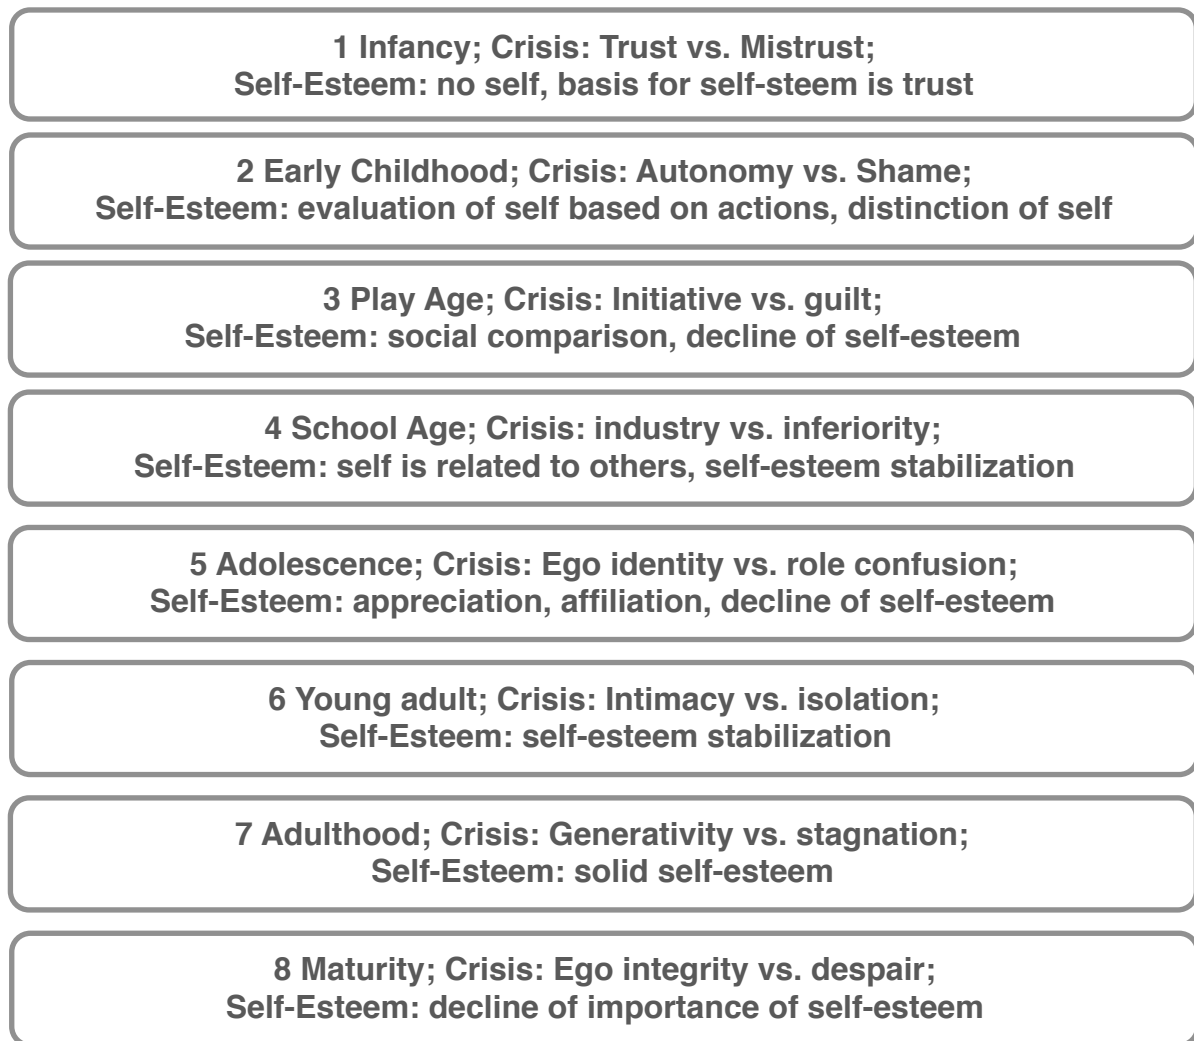 1 Infancy; Crisis: Trust vs. Mistrust;
Self-Esteem: no self, basis for self-steem is trust
2 Early Childhood; Crisis: Autonomy vs. Shame;
Self-Esteem: evaluation of self based on actions, distinction of self
3 Play Age; Crisis: Initiative vs. guilt;
Self-Esteem: social comparison, decline of self-esteem
4 School Age; Crisis: industry vs. inferiority;
Self-Esteem: self is related to others, self-esteem stabilization
5 Adolescence; Crisis: Ego identity vs. role confusion;
Self-Esteem: appreciation, affiliation, decline of self-esteem
6 Young adult; Crisis: Intimacy vs. isolation;
Self-Esteem: self-esteem stabilization
7 Adulthood; Crisis: Generativity vs. stagnation;
Self-Esteem: solid self-esteem
8 Maturity; Crisis: Ego integrity vs. despair;
Self-Esteem: decline of importance of self-esteem